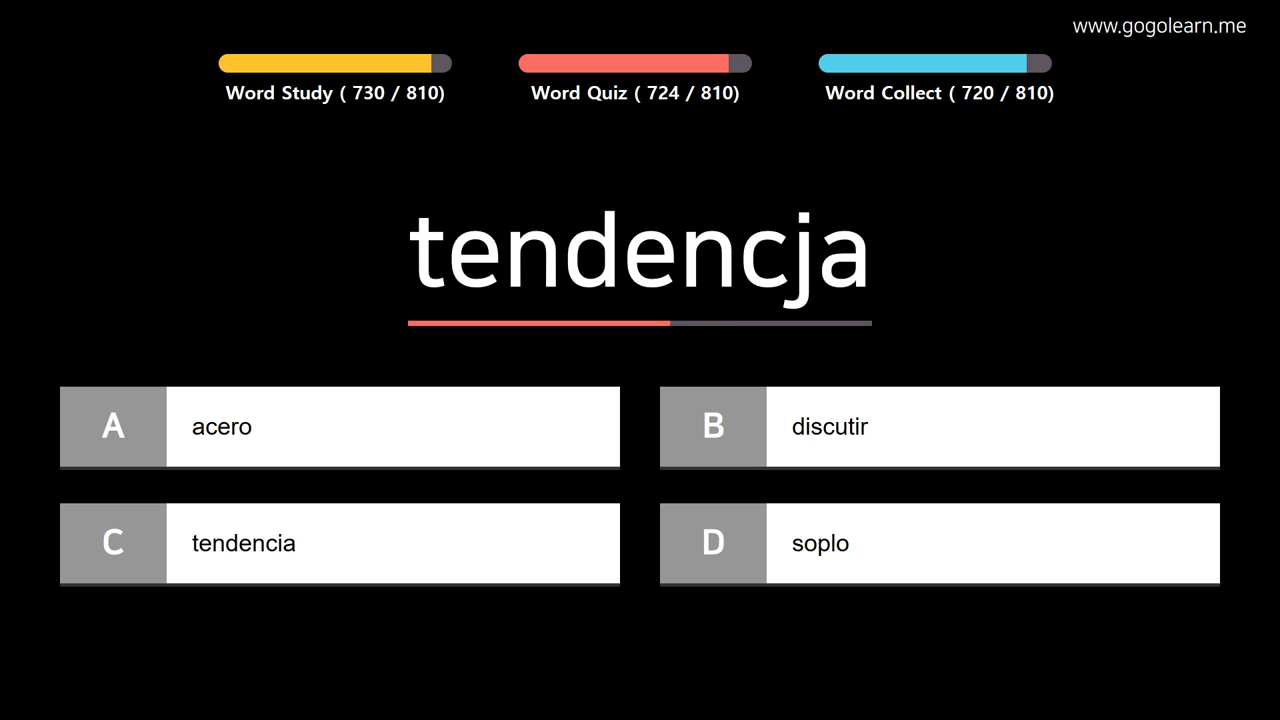 www.gogolearn.me
Word Study ( 730 / 810)
Word Quiz ( 724 / 810)
Word Collect ( 720 / 810)
tendencja
A acero
B discutir
C tendencia
D soplo